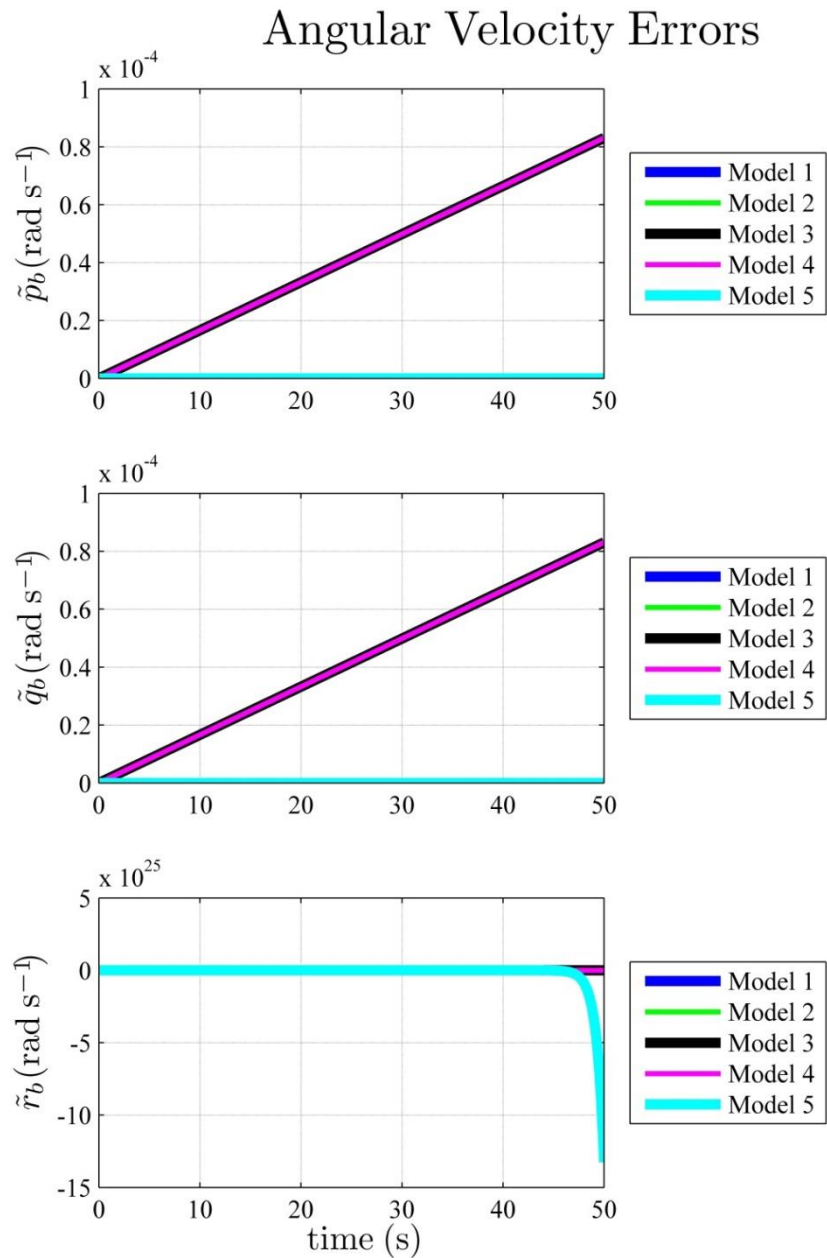 Angular Velocity Errors
x 10⁻⁴
1
0.8
0.6
0.4
0.2
0
p̃_b(rad s⁻¹)
0 10 20 30 40 50
Model 1
Model 2
Model 3
Model 4
Model 5
x 10⁻⁴
1
0.8
0.6
0.4
0.2
0
q̃_b(rad s⁻¹)
0 10 20 30 40 50
Model 1
Model 2
Model 3
Model 4
Model 5
x 10²⁵
5
0
-5
-10
-15
r̃_b(rad s⁻¹)
0 10 20 30 40 50
time (s)
Model 1
Model 2
Model 3
Model 4
Model 5